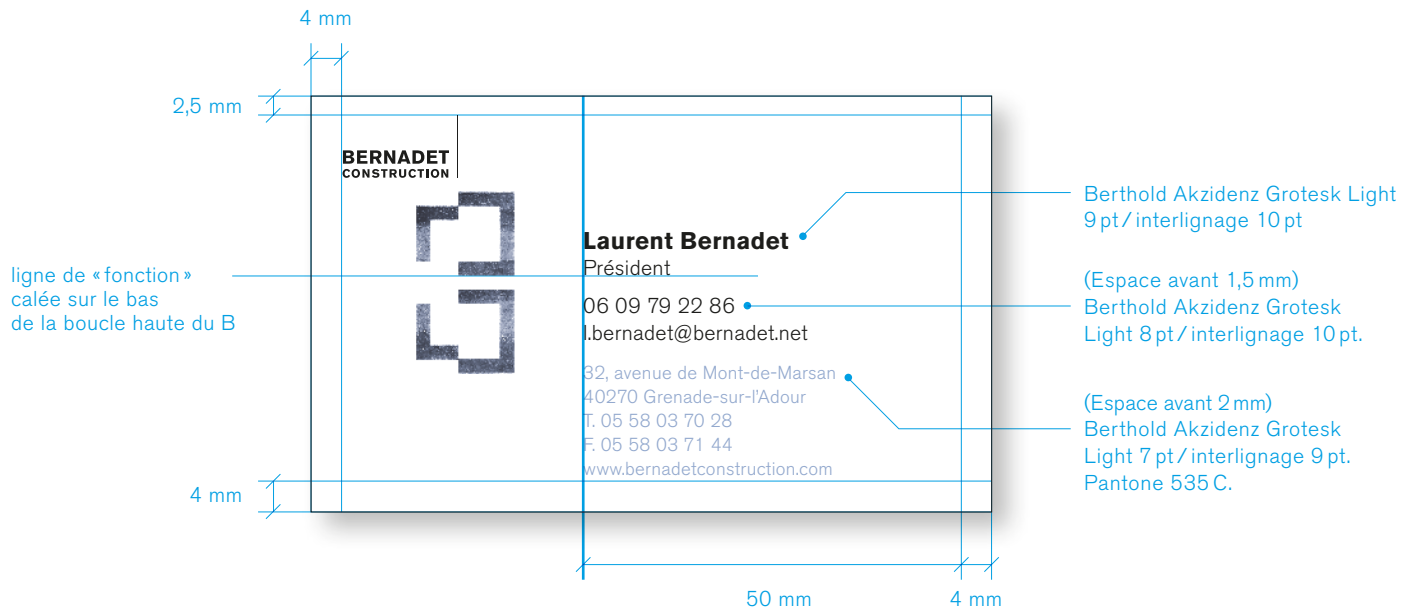 4 mm
2,5 mm
BERNADET
CONSTRUCTION
ligne de « fonction »
calée sur le bas
de la boucle haute du B
Laurent Bernadet
Président
06 09 79 22 86
l.bernadet@bernadet.net
32, avenue de Mont-de-Marsan
40270 Grenade-sur-l'Adour
T. 05 58 03 70 28
F. 05 58 03 71 44
www.bernadetconstruction.com
Berthold Akzidenz Grotesk Light
9 pt / interlignage 10 pt
(Espace avant 1,5 mm)
Berthold Akzidenz Grotesk
Light 8 pt / interlignage 10 pt.
(Espace avant 2 mm)
Berthold Akzidenz Grotesk
Light 7 pt / interlignage 9 pt.
Pantone 535 C.
4 mm
50 mm
4 mm